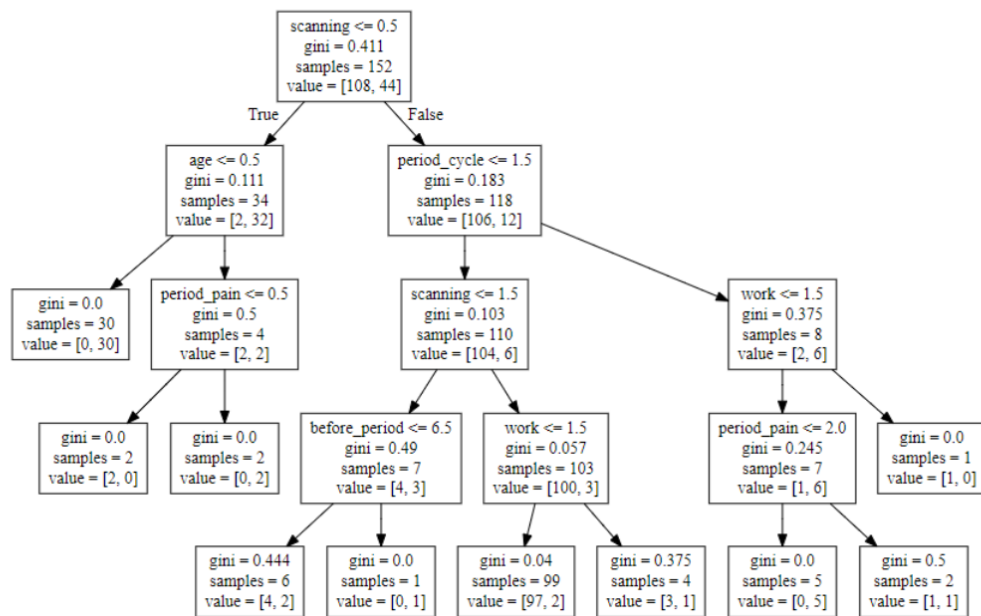 scanning <= 0.5
gini = 0.411
samples = 152
value = [108, 44]
True
False
age <= 0.5
gini = 0.111
samples = 34
value = [2, 32]
period_cycle <= 1.5
gini = 0.183
samples = 118
value = [106, 12]
gini = 0.0
samples = 30
value = [0, 30]
period_pain <= 0.5
gini = 0.5
samples = 4
value = [2, 2]
scanning <= 1.5
gini = 0.103
samples = 110
value = [104, 6]
work <= 1.5
gini = 0.375
samples = 8
value = [2, 6]
gini = 0.0
samples = 2
value = [2, 0]
gini = 0.0
samples = 2
value = [0, 2]
before_period <= 6.5
gini = 0.49
samples = 7
value = [4, 3]
work <= 1.5
gini = 0.057
samples = 103
value = [100, 3]
period_pain <= 2.0
gini = 0.245
samples = 7
value = [1, 6]
gini = 0.0
samples = 1
value = [1, 0]
gini = 0.444
samples = 6
value = [4, 2]
gini = 0.0
samples = 1
value = [0, 1]
gini = 0.04
samples = 99
value = [97, 2]
gini = 0.375
samples = 4
value = [3, 1]
gini = 0.0
samples = 5
value = [0, 5]
gini = 0.5
samples = 2
value = [1, 1]